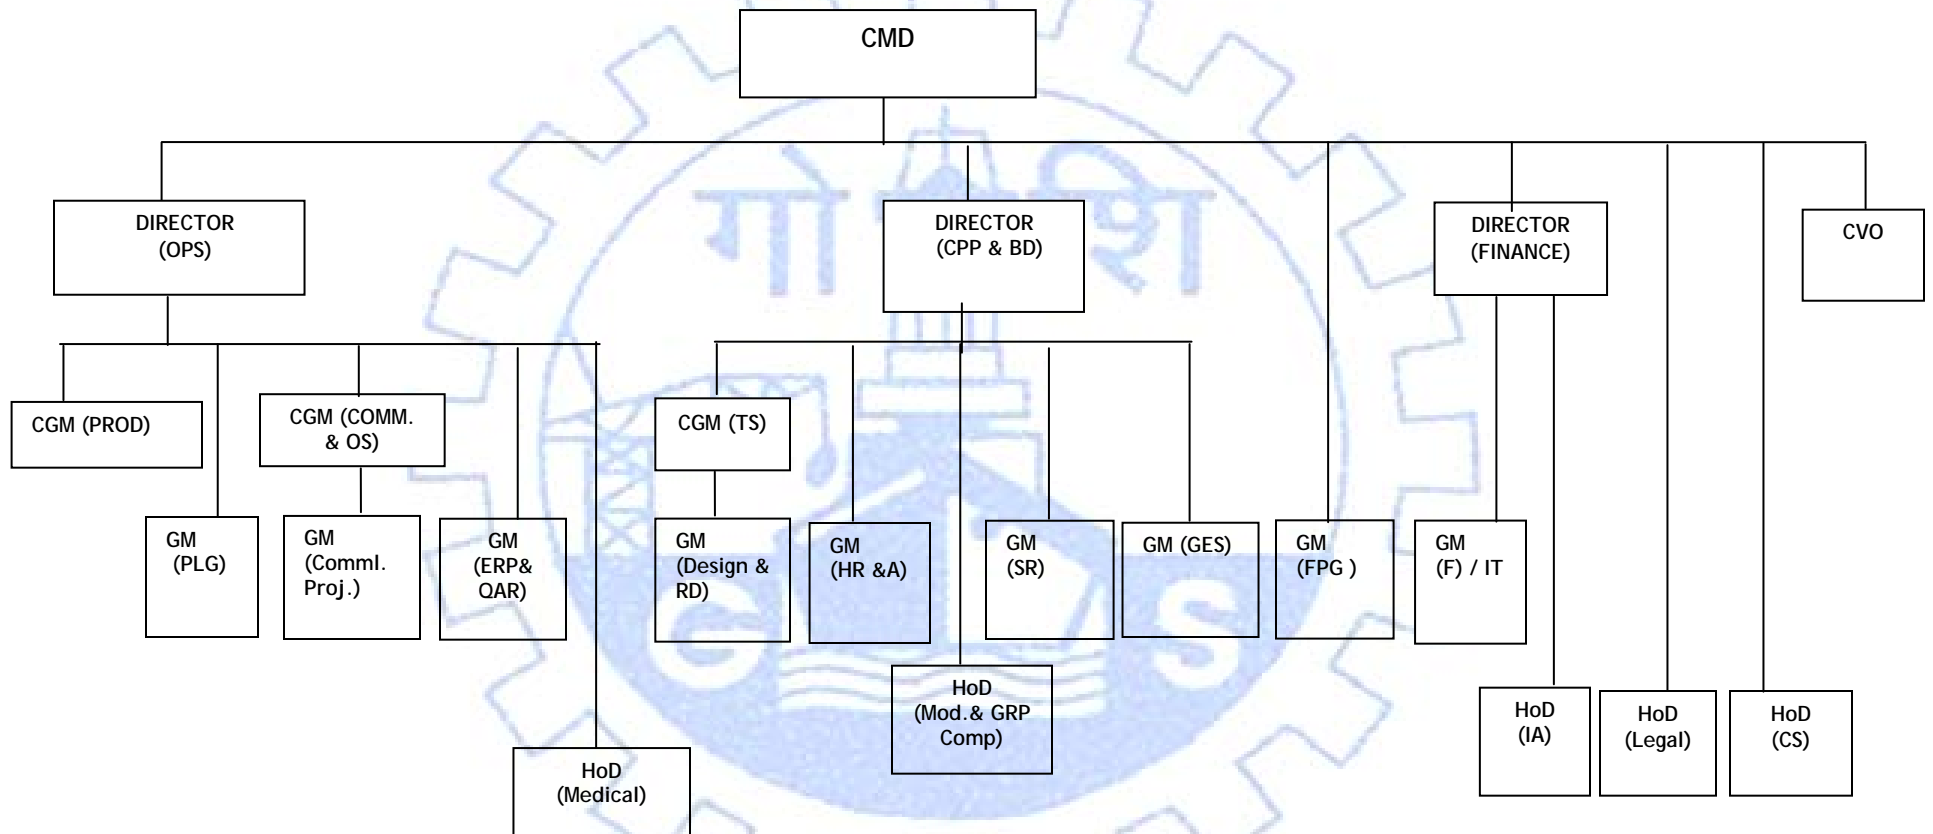 CMD
DIRECTOR
(OPS)
DIRECTOR
(CPP & BD)
DIRECTOR
(FINANCE)
CVO
गो शि
CGM (PROD)
CGM (COMM.
& OS)
CGM (TS)
GM
(PLG)
GM
(Comml.
Proj.)
GM
(ERP&
QAR)
GM
(Design &
RD)
GM
(HR &A)
GM
(SR)
GM (GES)
GM
(FPG )
GM
(F) / IT
G S
HoD
(Medical)
HoD
(Mod.& GRP
Comp)
HoD
(IA)
HoD
(Legal)
HoD
(CS)